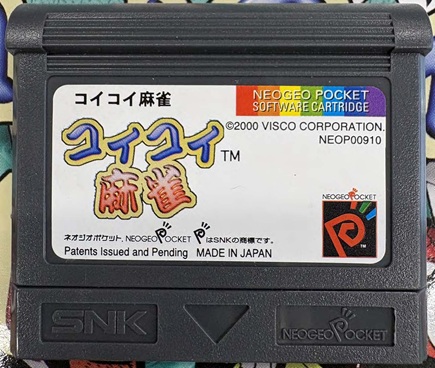 コイコイ麻雀
NEOGEO POCKET
SOFTWARE CARTRIDGE
©2000 VISCO CORPORATION.
NEOP00910
コイコイ™
麻雀
NEOGEO POCKET
TM
ネオジオポケット, NEOGEO POCKET P はSNKの商標です。
Patents Issued and Pending MADE IN JAPAN
SNK
NEOGEO POCKET